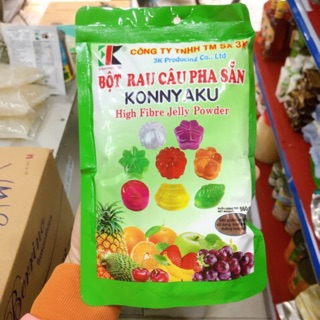 3K
CÔNG TY TNHH TM SX 3K
3K Producing Co., Ltd
BỘT RAU CÂU PHA SẴN
KONNYAKU
High Fibre Jelly Powder